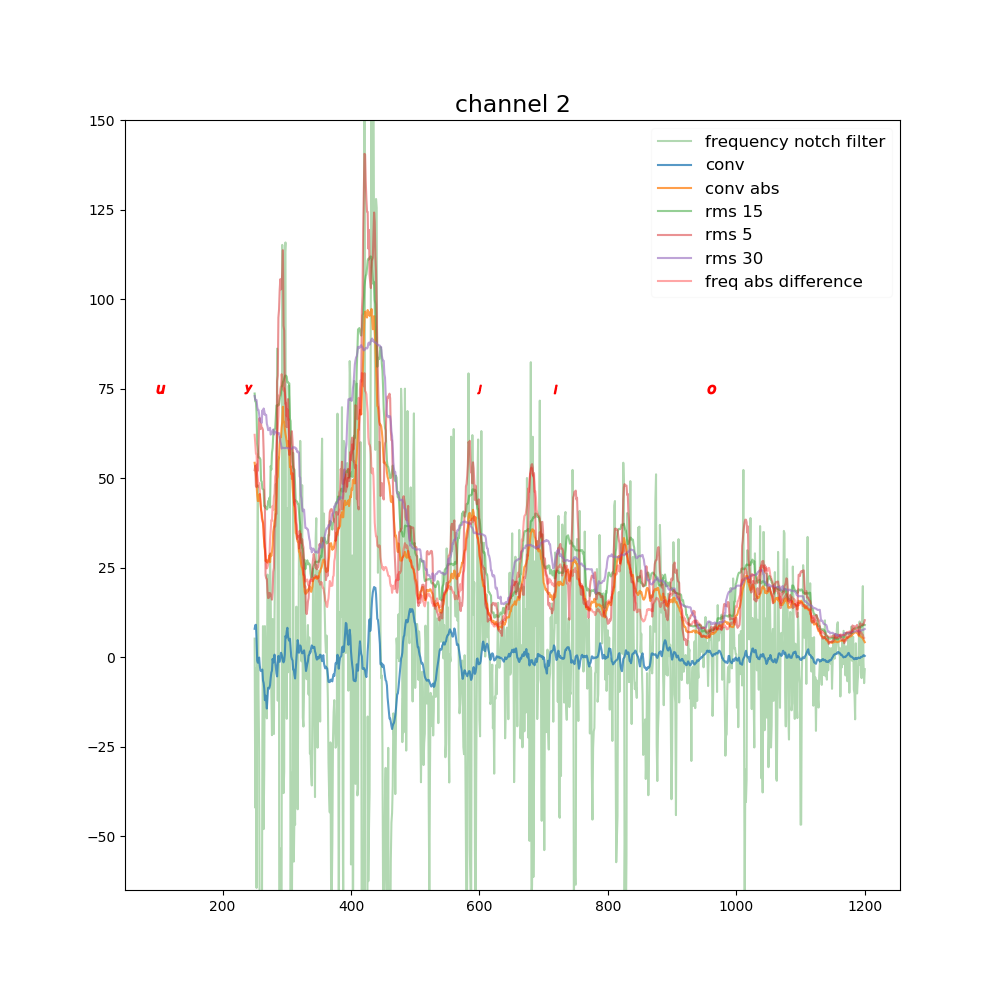 channel 2
150
125
100
75
50
25
0
−25
−50
frequency notch filter
conv
conv abs
rms 15
rms 5
rms 30
freq abs difference
u y J I o
200 400 600 800 1000 1200